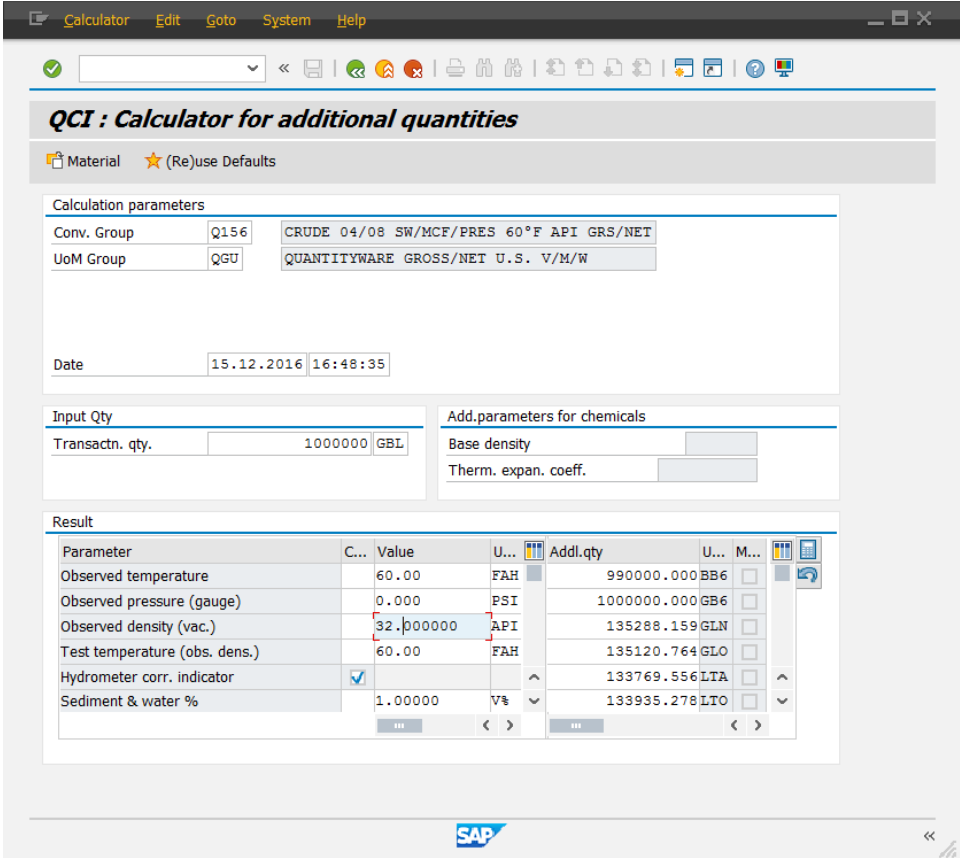 Calculator Edit Goto System Help
QCI : Calculator for additional quantities
Material (Re)use Defaults
Calculation parameters
Conv. Group Q156 CRUDE 04/08 SW/MCF/PRES 60°F API GRS/NET
UoM Group QGU QUANTITYWARE GROSS/NET U.S. V/M/W
Date 15.12.2016 16:48:35
Input Qty
Transactn. qty. 1000000 GBL
Add.parameters for chemicals
Base density
Therm. expan. coeff.
Result
Parameter C... Value U... Addl.qty U... M...
Observed temperature 60.00 FAH 990000.000 BB6
Observed pressure (gauge) 0.000 PSI 1000000.000 GB6
Observed density (vac.) 32.000000 API 135288.159 GLN
Test temperature (obs. dens.) 60.00 FAH 135120.764 GLO
Hydrometer corr. indicator 133769.556 LTA
Sediment & water % 1.00000 V% 133935.278 LTO
SAP